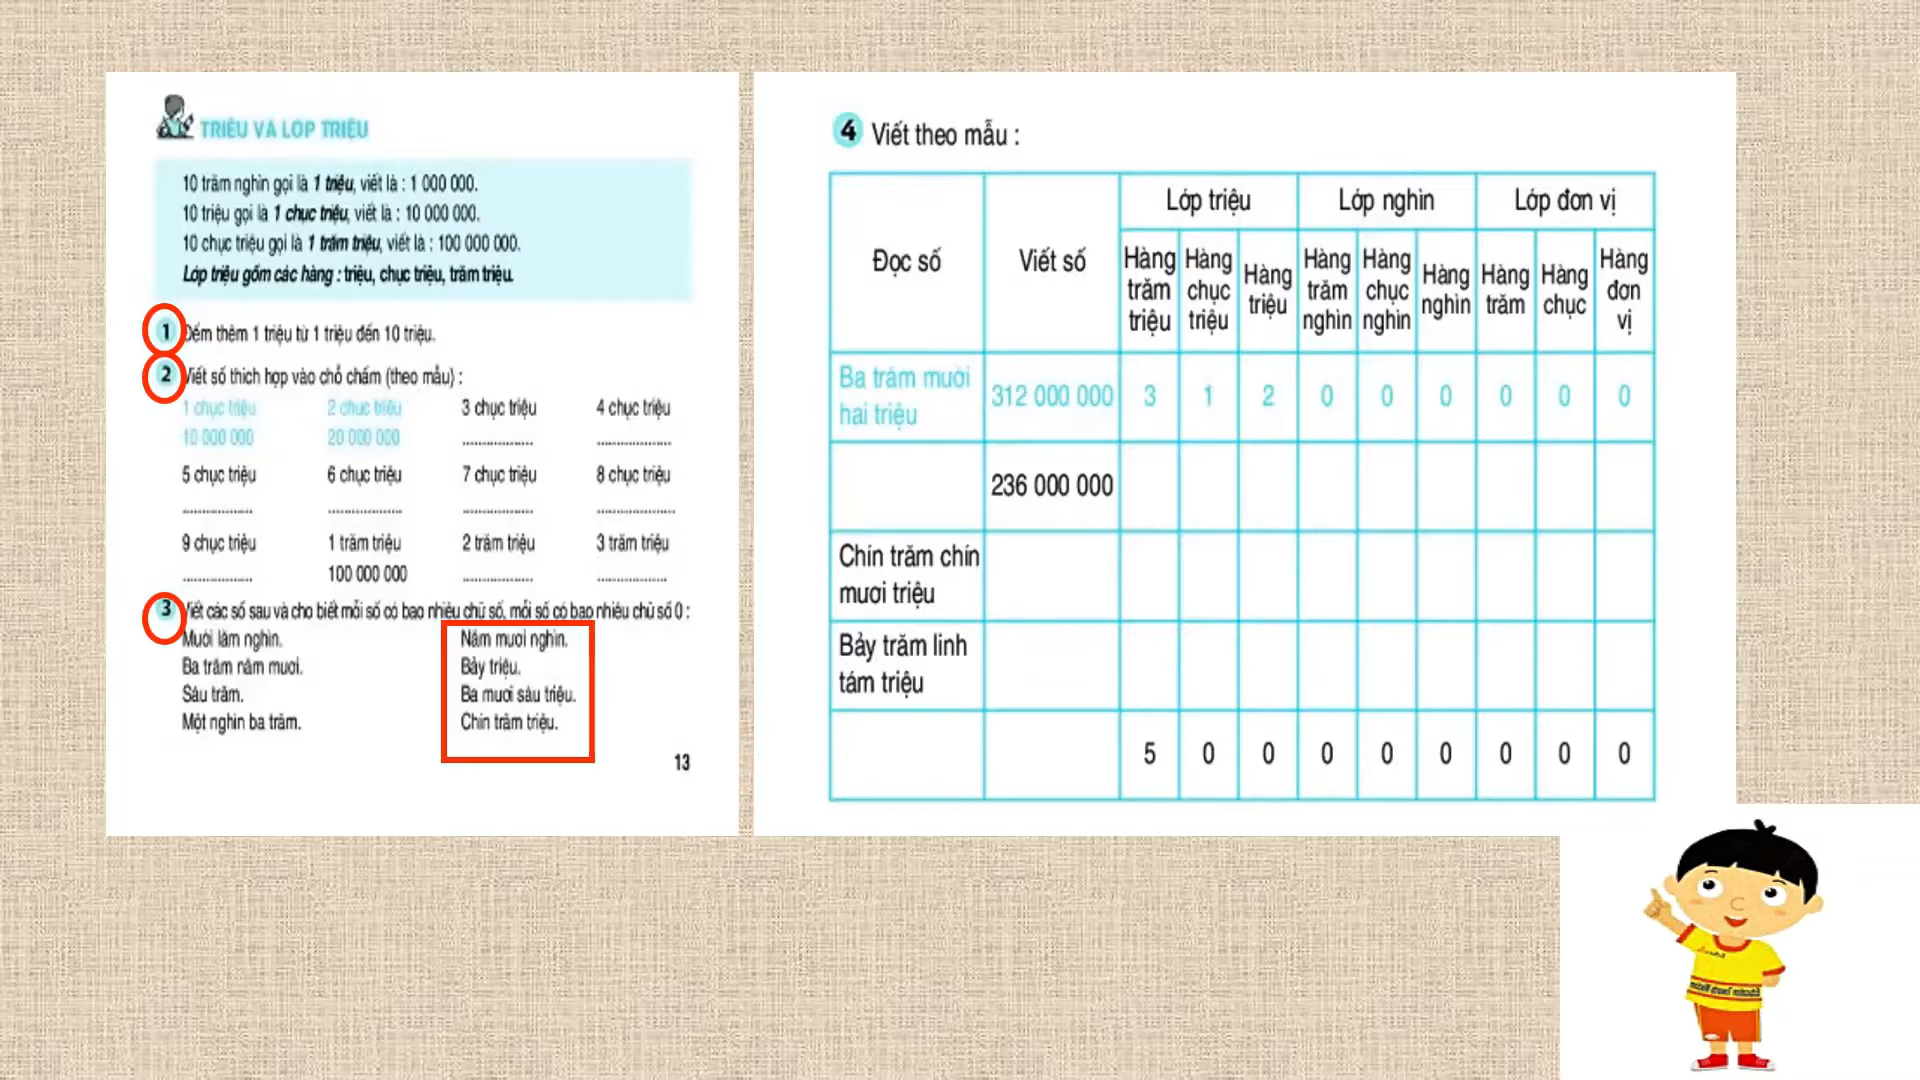 TRIỆU VÀ LỚP TRIỆU
10 trăm nghìn gọi là 1 triệu, viết là : 1 000 000.
10 triệu gọi là 1 chục triệu, viết là : 10 000 000.
10 chục triệu gọi là 1 trăm triệu, viết là : 100 000 000.
Lớp triệu gồm các hàng : triệu, chục triệu, trăm triệu.
1 Đếm thêm 1 triệu từ 1 triệu đến 10 triệu.
2 Viết số thích hợp vào chỗ chấm (theo mẫu) :
1 chục triệu 2 chục triệu 3 chục triệu 4 chục triệu
10 000 000 20 000 000 .................... .....................
5 chục triệu 6 chục triệu 7 chục triệu 8 chục triệu
.................... ..................... .................... ......................
9 chục triệu 1 trăm triệu 2 trăm triệu 3 trăm triệu
.................... 100 000 000 .................... ....................
3 Viết các số sau và cho biết mỗi số có bao nhiêu chữ số, mỗi số có bao nhiêu chữ số 0 :
Mười lăm nghìn. Năm mươi nghìn.
Ba trăm năm mươi. Bảy triệu.
Sáu trăm. Ba mươi sáu triệu.
Một nghìn ba trăm. Chín trăm triệu.
13
4 Viết theo mẫu :
Đọc số Viết số Lớp triệu Lớp nghìn Lớp đơn vị
Hàng trăm triệu Hàng chục triệu Hàng triệu Hàng trăm nghìn Hàng chục nghìn Hàng nghìn Hàng trăm Hàng chục Hàng đơn vị
Ba trăm mười hai triệu 312 000 000 3 1 2 0 0 0 0 0 0
236 000 000
Chín trăm chín mươi triệu
Bảy trăm linh tám triệu
5 0 0 0 0 0 0 0 0